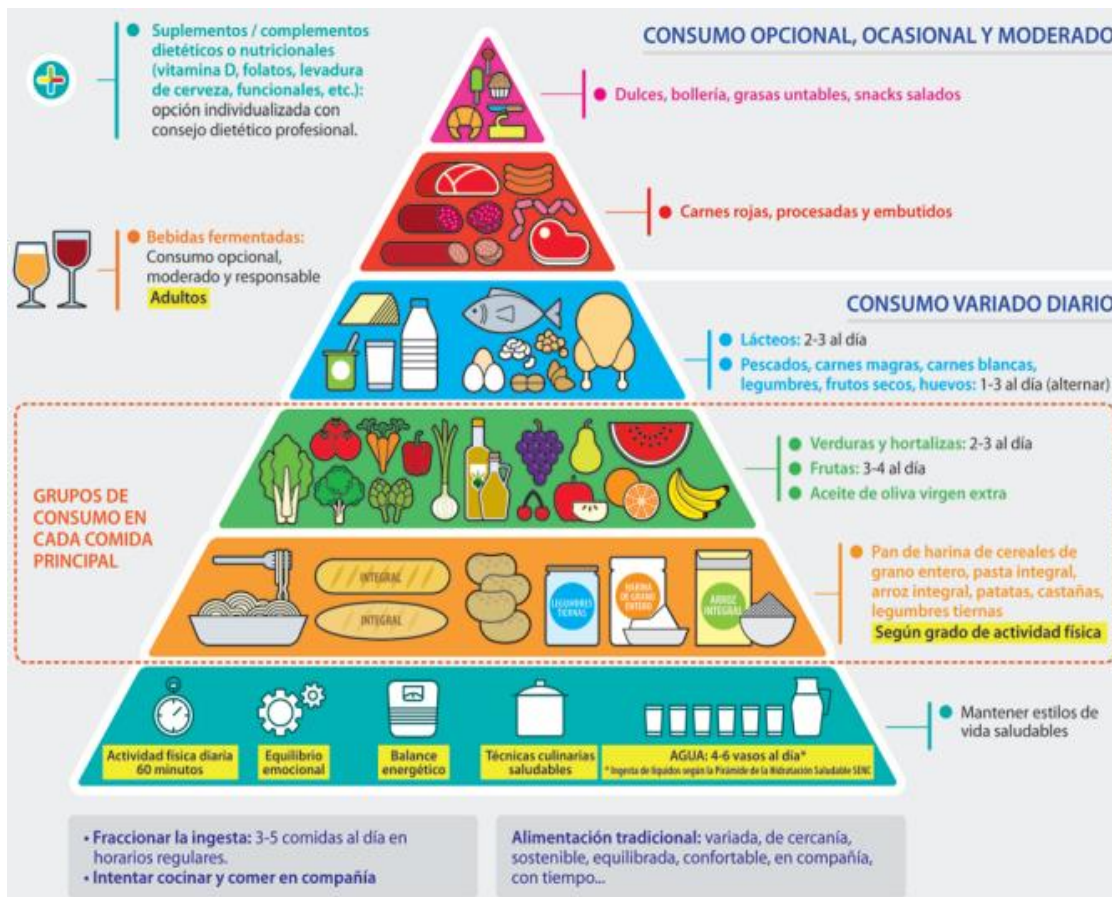 Suplementos / complementos
dietéticos o nutricionales
(vitamina D, folatos, levadura
de cerveza, funcionales, etc.):
opción individualizada con
consejo dietético profesional.
CONSUMO OPCIONAL, OCASIONAL Y MODERADO
Dulces, bollería, grasas untables, snacks salados
Carnes rojas, procesadas y embutidos
Bebidas fermentadas:
Consumo opcional,
moderado y responsable
Adultos
CONSUMO VARIADO DIARIO
Lácteos: 2-3 al día
Pescados, carnes magras, carnes blancas,
legumbres, frutos secos, huevos: 1-3 al día (alternar)
GRUPOS DE
CONSUMO EN
CADA COMIDA
PRINCIPAL
Verduras y hortalizas: 2-3 al día
Frutas: 3-4 al día
Aceite de oliva virgen extra
INTEGRAL
INTEGRAL
LEGUMBRES
TIERNAS
HARINA
DE GRANO
ENTERO
ARROZ
INTEGRAL
Pan de harina de cereales de
grano entero, pasta integral,
arroz integral, patatas, castañas,
legumbres tiernas
Según grado de actividad física
Actividad física diaria
60 minutos
Equilibrio
emocional
Balance
energético
Técnicas culinarias
saludables
AGUA: 4-6 vasos al día*
* Ingesta de líquidos según la Pirámide de la Hidratación Saludable SENC
Mantener estilos de
vida saludables
• Fraccionar la ingesta: 3-5 comidas al día en
horarios regulares.
• Intentar cocinar y comer en compañía
Alimentación tradicional: variada, de cercanía,
sostenible, equilibrada, confortable, en compañía,
con tiempo...